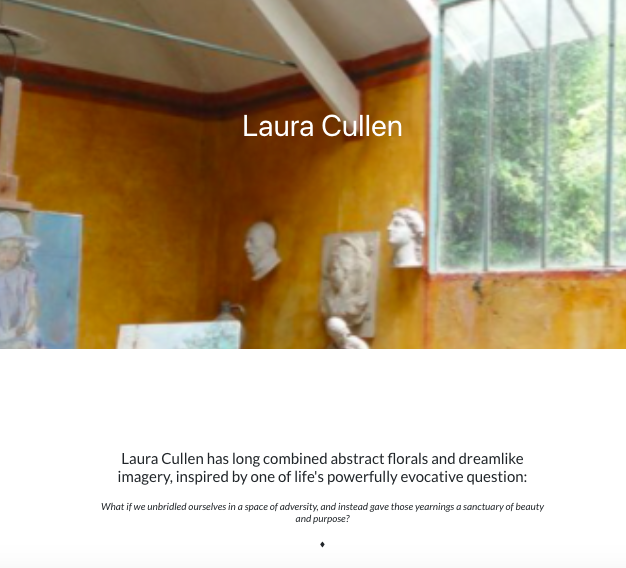 Laura Cullen
Laura Cullen has long combined abstract florals and dreamlike
imagery, inspired by one of life's powerfully evocative question:
What if we unbridled ourselves in a space of adversity, and instead gave those yearnings a sanctuary of beauty
and purpose?
♦